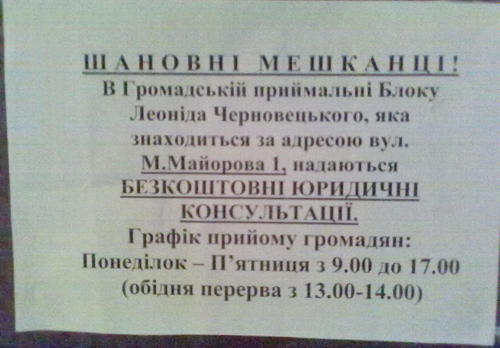 ШАНОВНІ МЕШКАНЦІ!
В Громадській приймальні Блоку
Леоніда Черновецького, яка
знаходиться за адресою вул.
М.Майорова 1, надаються
БЕЗКОШТОВНІ ЮРИДИЧНІ
КОНСУЛЬТАЦІЇ.
Графік прийому громадян:
Понеділок – П’ятниця з 9.00 до 17.00
(обідня перерва з 13.00-14.00)